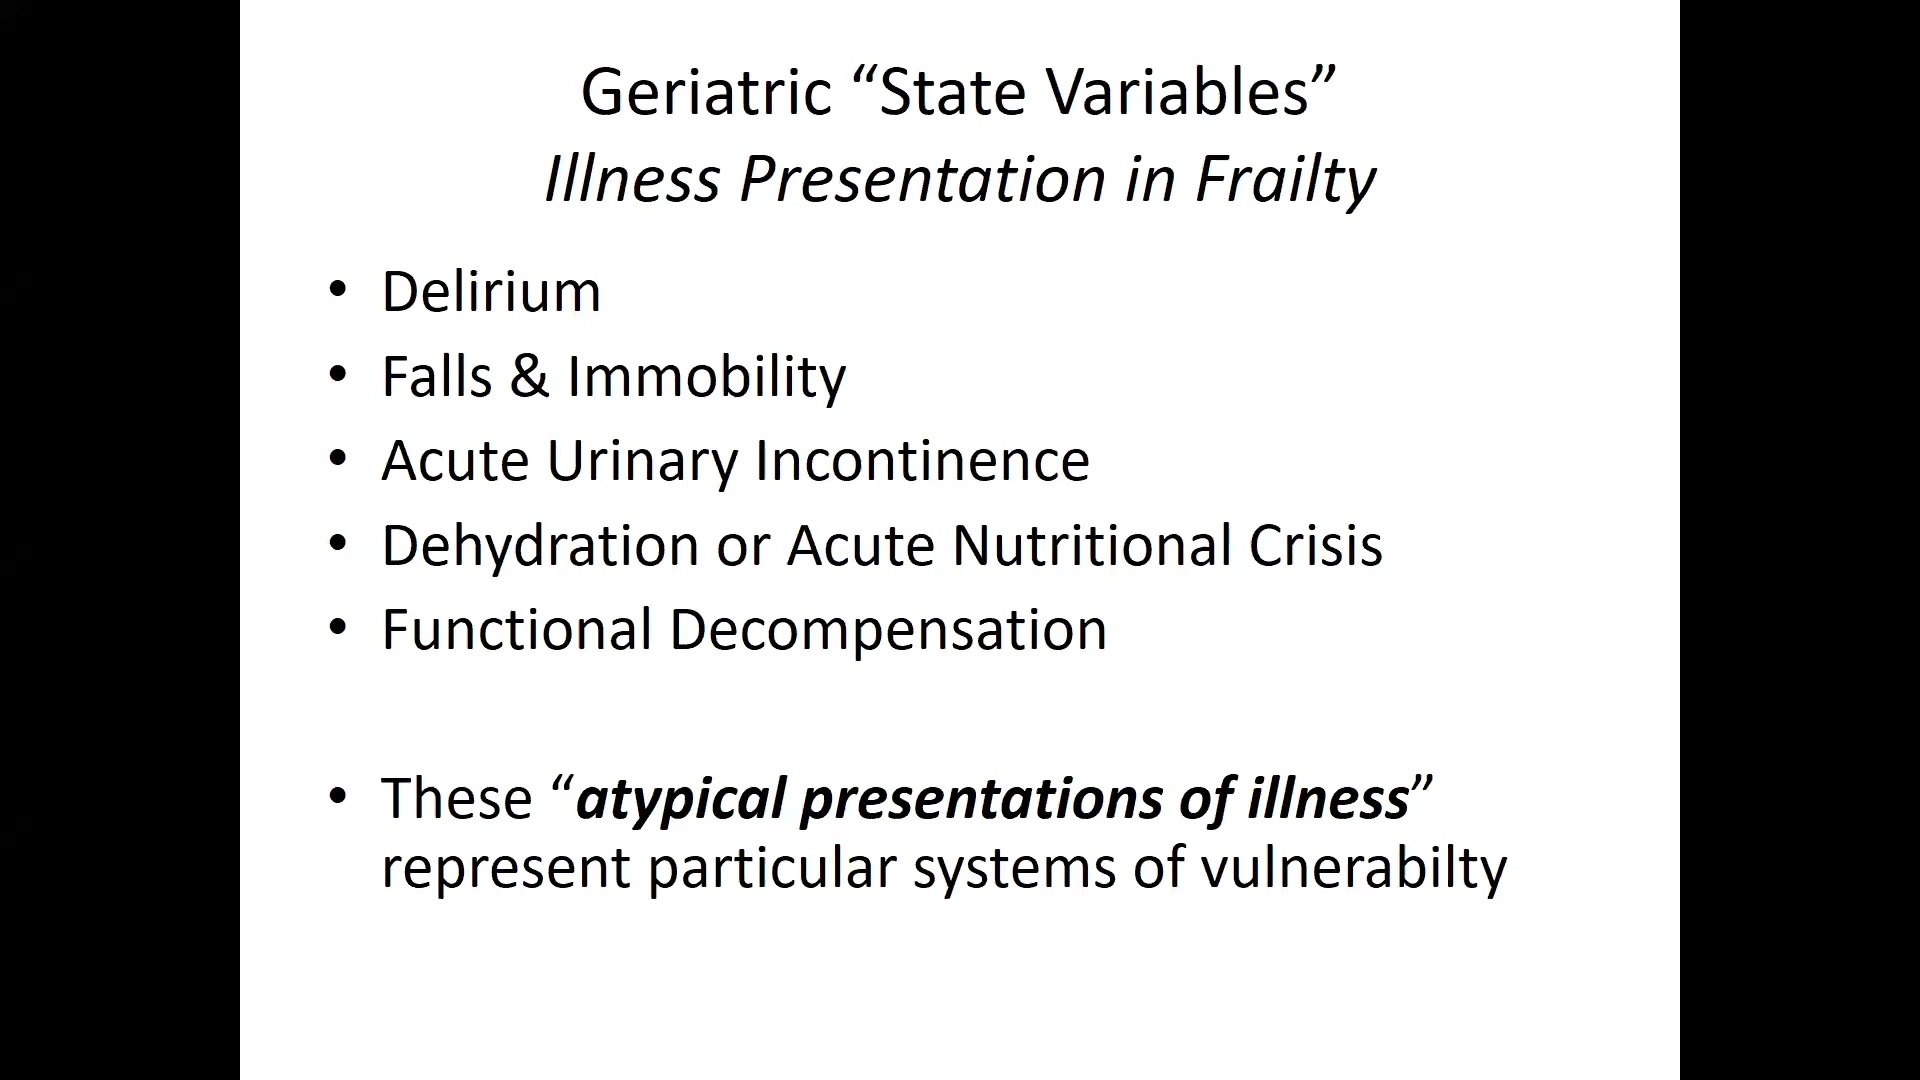 Geriatric “State Variables”
Illness Presentation in Frailty
• Delirium
• Falls & Immobility
• Acute Urinary Incontinence
• Dehydration or Acute Nutritional Crisis
• Functional Decompensation
• These “atypical presentations of illness”
represent particular systems of vulnerabilty